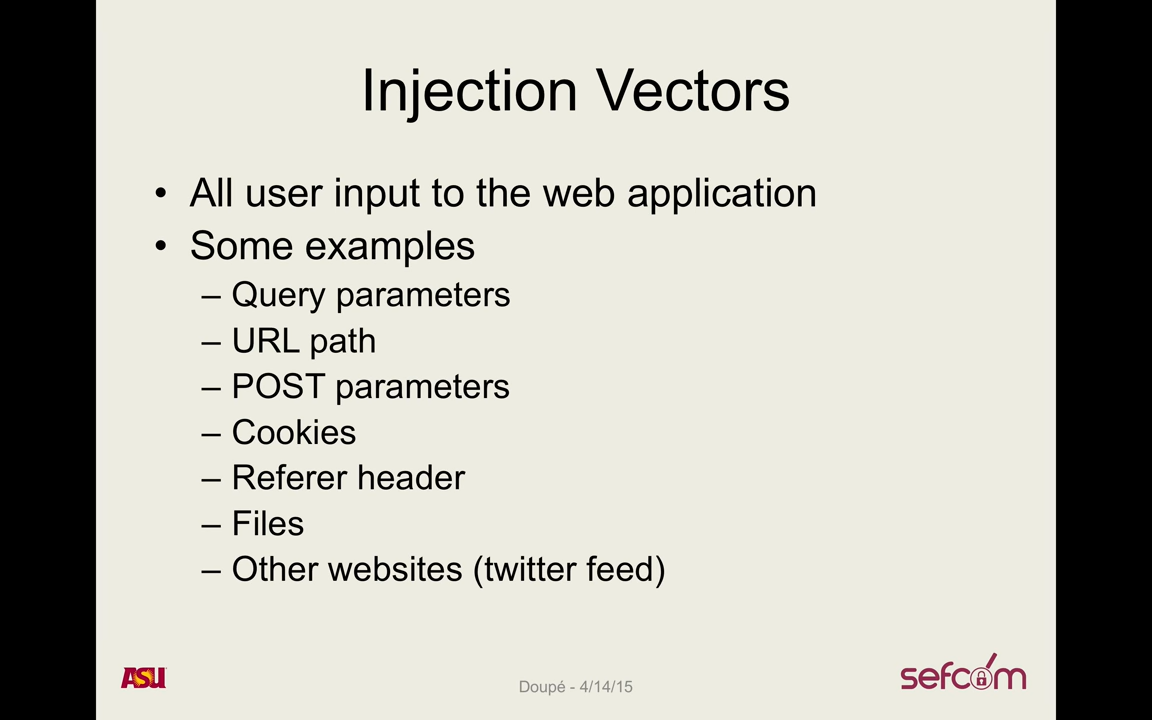 Injection Vectors
• All user input to the web application
• Some examples
– Query parameters
– URL path
– POST parameters
– Cookies
– Referer header
– Files
– Other websites (twitter feed)
ASU
Doupé - 4/14/15
sefcom